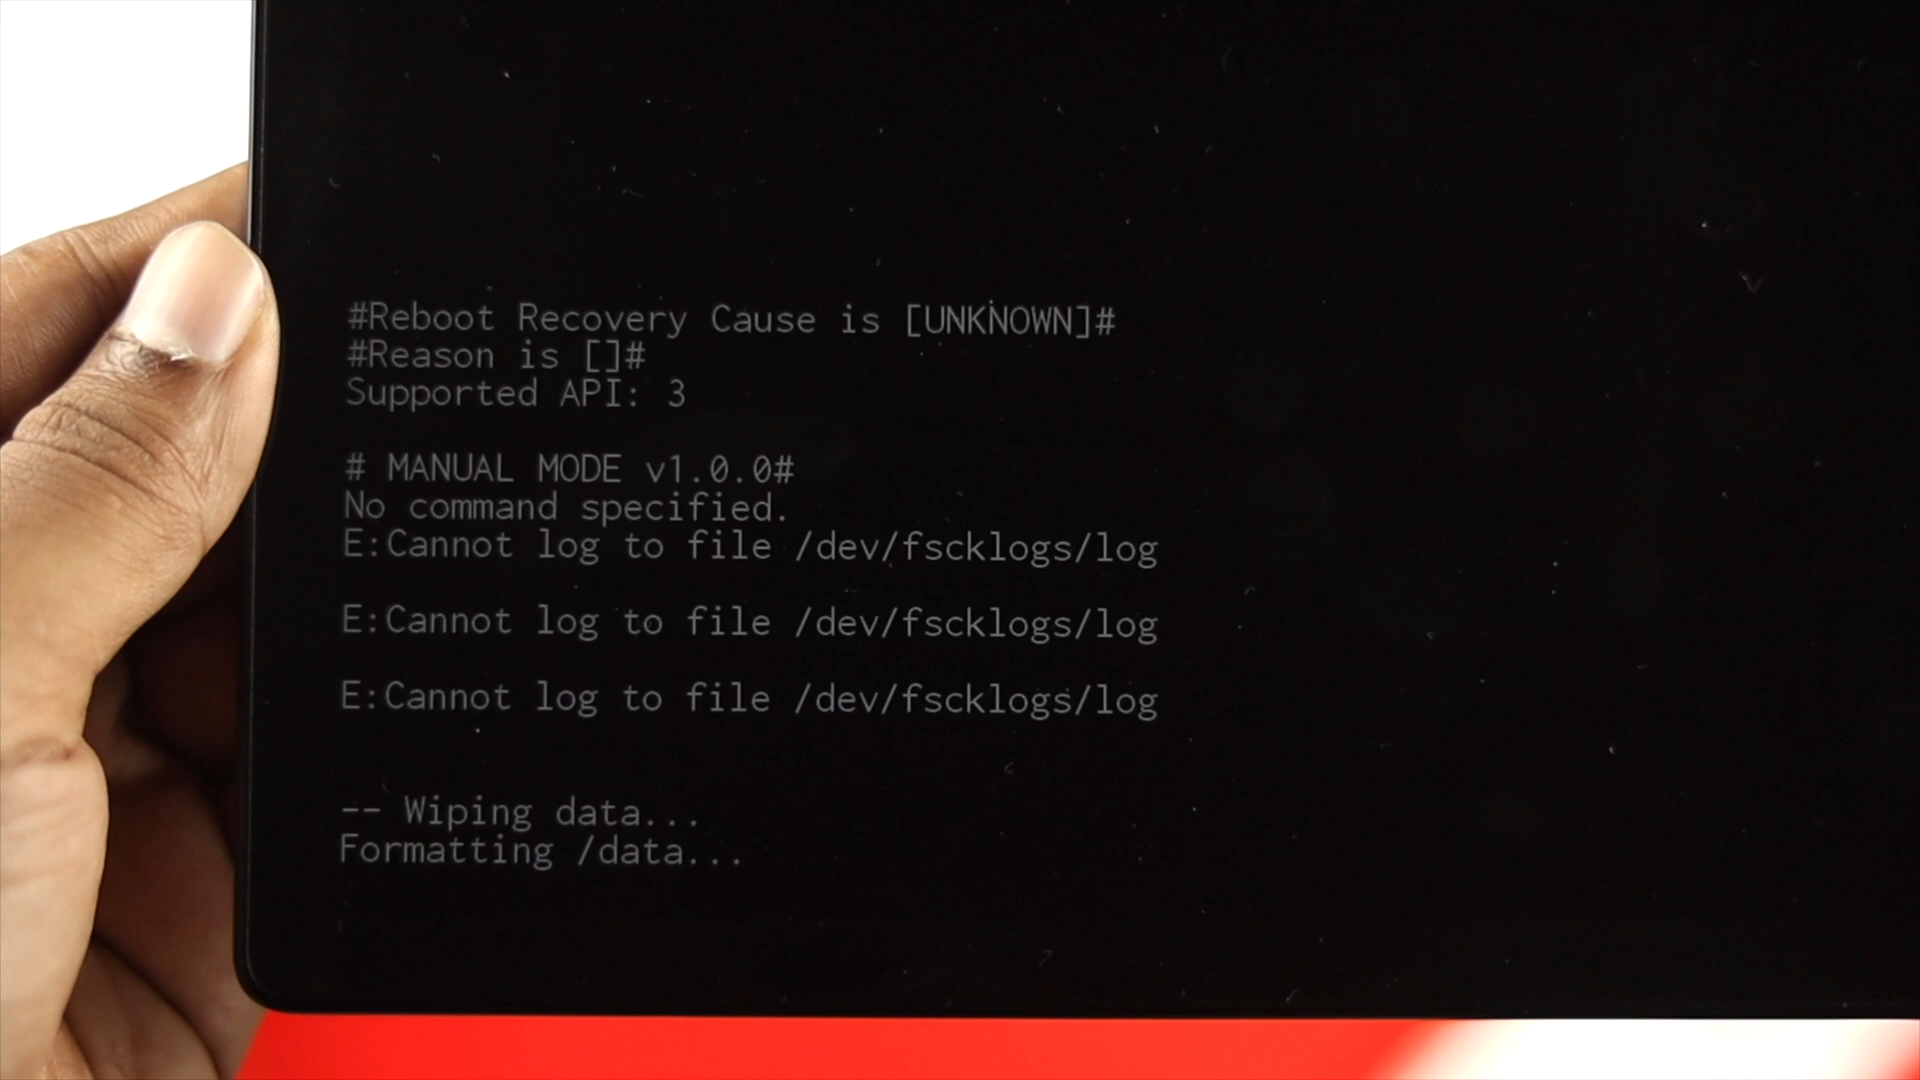 #Reboot Recovery Cause is [UNKNOWN]#
#Reason is []#
Supported API: 3
# MANUAL MODE v1.0.0#
No command specified.
E:Cannot log to file /dev/fscklogs/log
E:Cannot log to file /dev/fscklogs/log
E:Cannot log to file /dev/fscklogs/log
-- Wiping data...
Formatting /data...